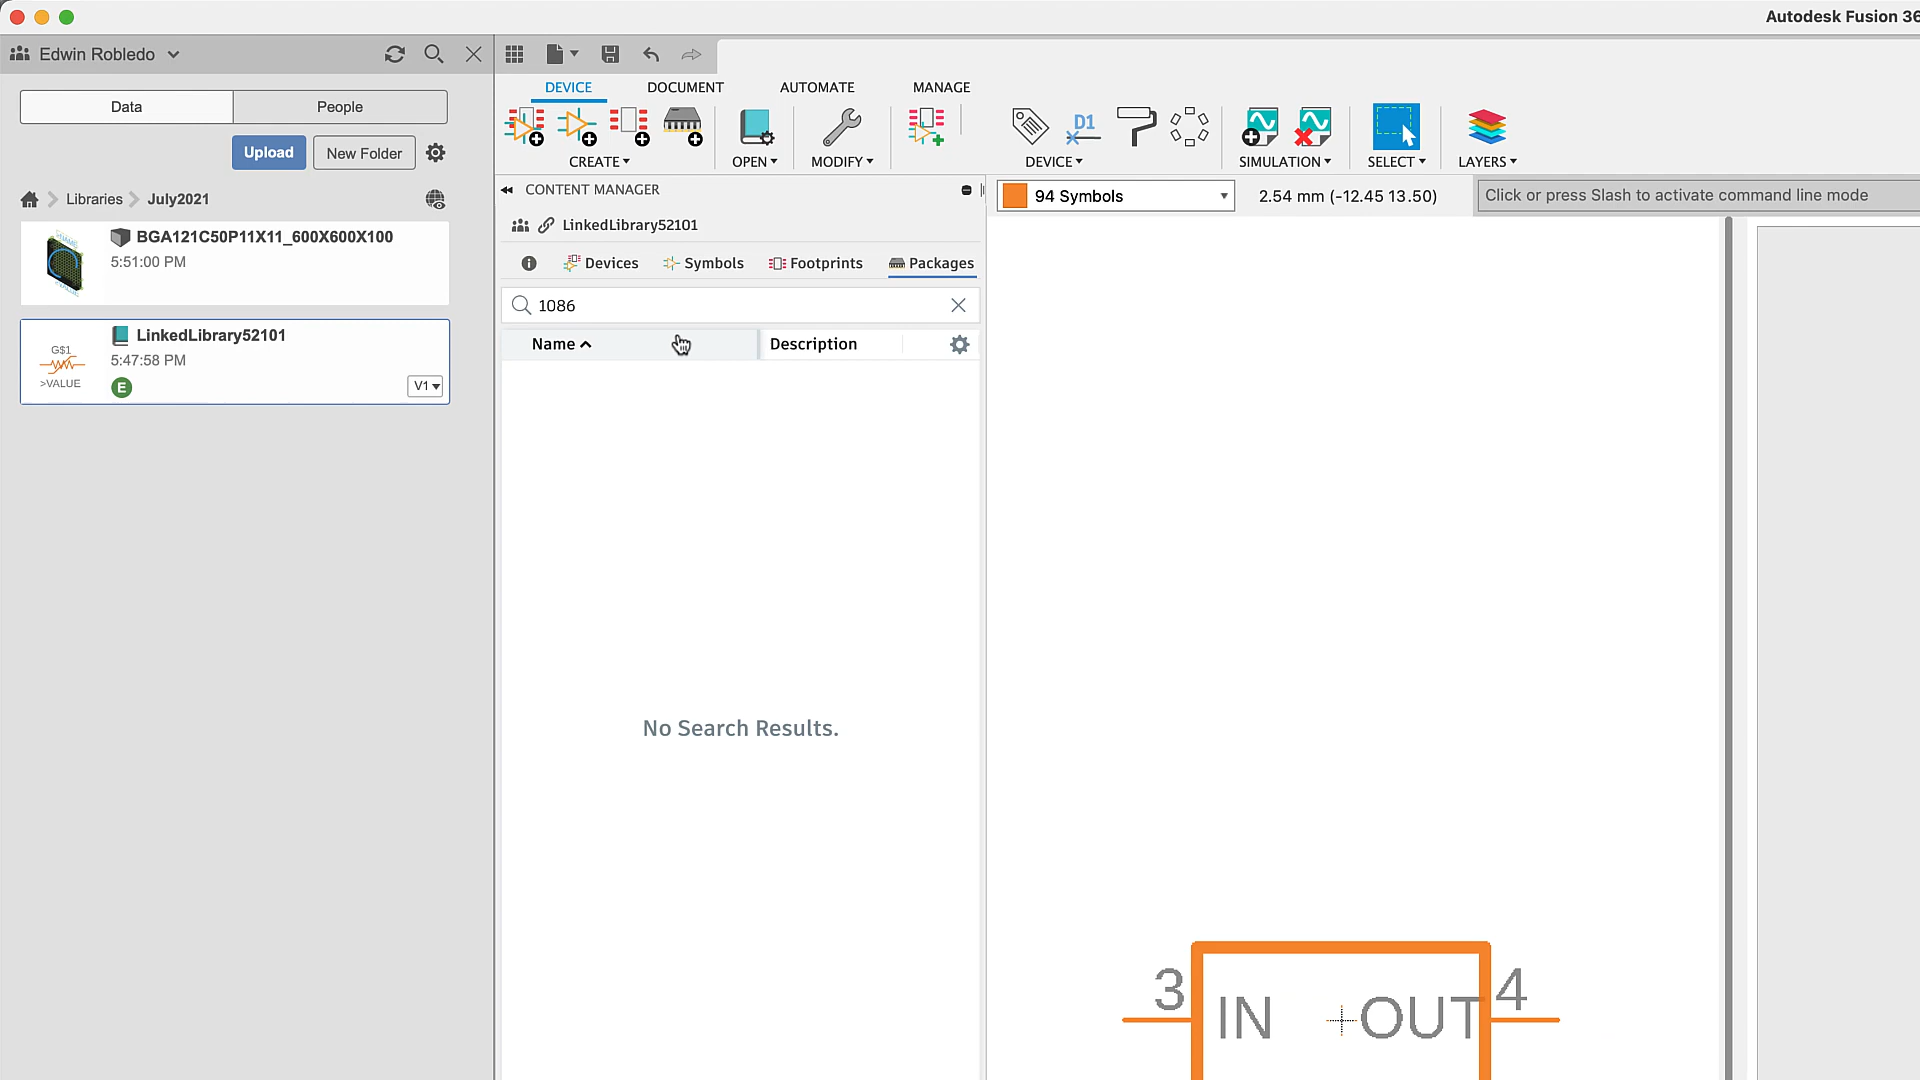 Autodesk Fusion 36
Edwin Robledo
Data
People
Upload
New Folder
Libraries
July2021
BGA121C50P11X11_600X600X100
5:51:00 PM
LinkedLibrary52101
5:47:58 PM
G$1
>VALUE
E
V1
DEVICE
DOCUMENT
AUTOMATE
MANAGE
D1
CREATE
OPEN
MODIFY
DEVICE
SIMULATION
SELECT
LAYERS
CONTENT MANAGER
94 Symbols
2.54 mm (-12.45 13.50)
Click or press Slash to activate command line mode
LinkedLibrary52101
Devices
Symbols
Footprints
Packages
1086
Name
Description
No Search Results.
3
4
IN
OUT